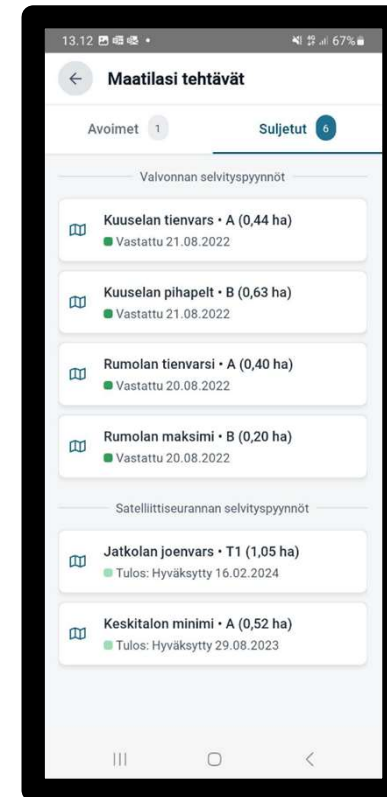 13.12
67%
Maatilasi tehtävät
Avoimet 1
Suljetut 6
Valvonnan selvityspyynnöt
Kuuselan tienvars • A (0,44 ha)
Vastattu 21.08.2022
Kuuselan pihapelt • B (0,63 ha)
Vastattu 21.08.2022
Rumolan tienvarsi • A (0,40 ha)
Vastattu 20.08.2022
Rumolan maksimi • B (0,20 ha)
Vastattu 20.08.2022
Satelliittiseurannan selvityspyynnöt
Jatkolan joenvars • T1 (1,05 ha)
Tulos: Hyväksytty 16.02.2024
Keskitalon minimi • A (0,52 ha)
Tulos: Hyväksytty 29.08.2023